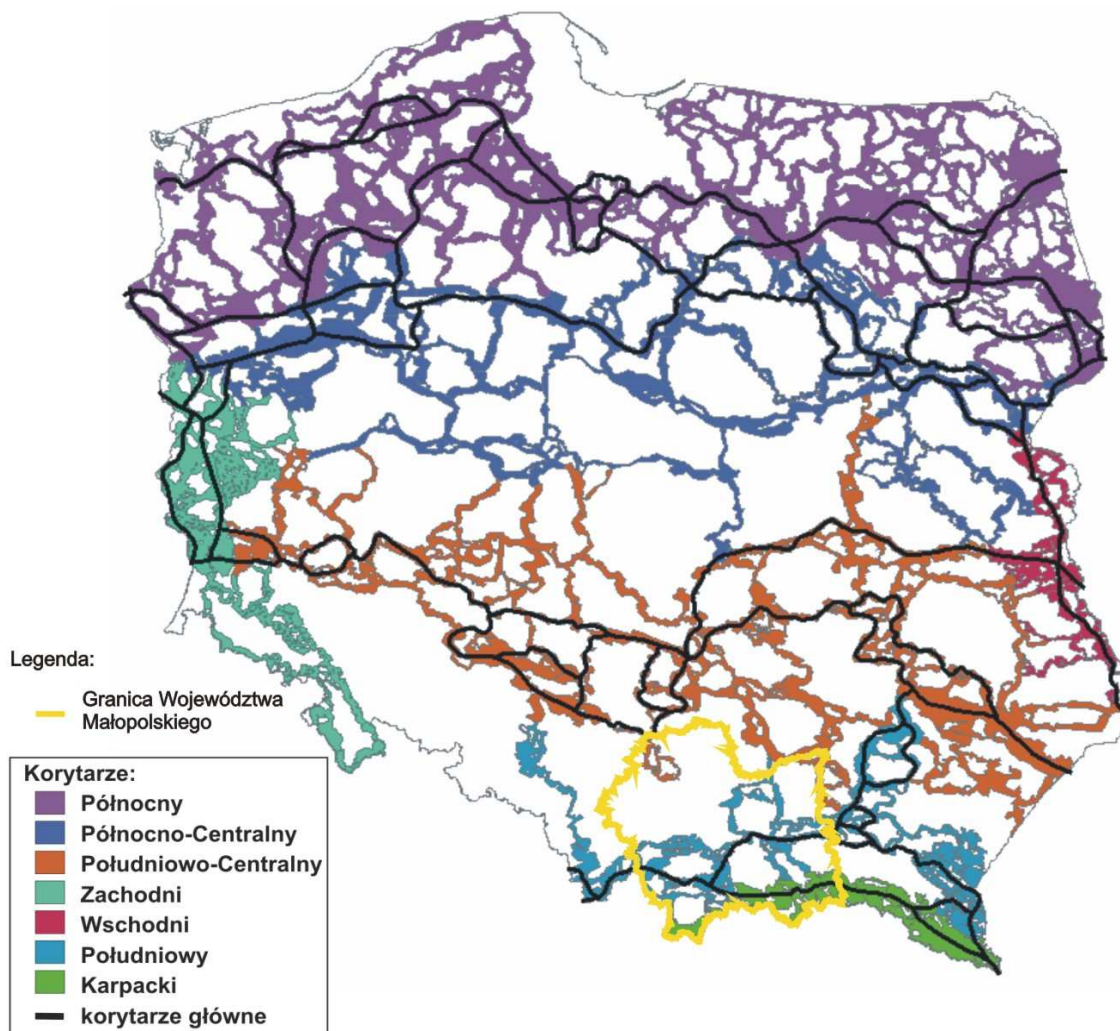 Legenda:
Granica Województwa
Małopolskiego
Korytarze:
Północny
Północno-Centralny
Południowo-Centralny
Zachodni
Wschodni
Południowy
Karpacki
korytarze główne